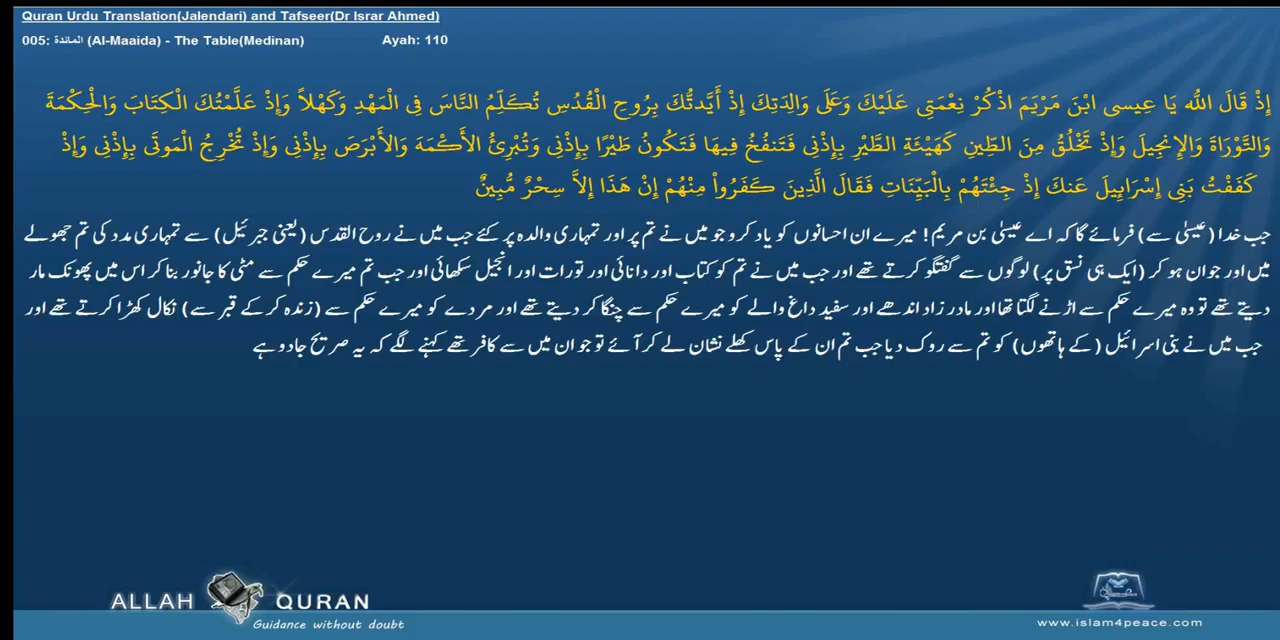 Quran Urdu Translation(Jalendari) and Tafseer(Dr Israr Ahmed)
005: المائدة (Al-Maaida) - The Table(Medinan) Ayah: 110
إِذْ قَالَ اللّهُ يَا عِيسى ابْنَ مَرْيَمَ اذْكُرْ نِعْمَتِي عَلَيْكَ وَعَلَى وَالِدَتِكَ إِذْ أَيَّدتُّكَ بِرُوحِ الْقُدُسِ تُكَلِّمُ النَّاسَ فِي الْمَهْدِ وَكَهْلاً وَإِذْ عَلَّمْتُكَ الْكِتَابَ وَالْحِكْمَةَ
وَالتَّوْرَاةَ وَالإِنجِيلَ وَإِذْ تَخْلُقُ مِنَ الطِّينِ كَهَيْئَةِ الطَّيْرِ بِإِذْنِي فَتَنفُخُ فِيهَا فَتَكُونُ طَيْرًا بِإِذْنِي وَتُبْرِئُ الأَكْمَهَ وَالأَبْرَصَ بِإِذْنِي وَإِذْ تُخْرِجُ الْمَوتَى بِإِذْنِي وَإِذْ
كَفَفْتُ بَنِي إِسْرَائِيلَ عَنكَ إِذْ جِئْتَهُمْ بِالْبَيِّنَاتِ فَقَالَ الَّذِينَ كَفَرُواْ مِنْهُمْ إِنْ هَذَا إِلاَّ سِحْرٌ مُّبِينٌ
جب خدا (عیسیٰ سے) فرمائے گا کہ اے عیسیٰ بن مریم! میرے ان احسانوں کو یاد کرو جو میں نے تم پر اور تمہاری والدہ پر کئے جب میں نے روح القدس (یعنی جبرئیل) سے تمہاری مدد کی تم جھولے
میں اور جوان ہو کر (ایک ہی نسق پر) لوگوں سے گفتگو کرتے تھے اور جب میں نے تم کو کتاب اور دانائی اور تورات اور انجیل سکھائی اور جب تم میرے حکم سے مٹی کا جانور بنا کر اس میں پھونک مار
دیتے تھے تو وہ میرے حکم سے اڑنے لگتا تھا اور مادر زاد اندھے اور سفید داغ والے کو میرے حکم سے چنگا کر دیتے تھے اور مردے کو میرے حکم سے (زندہ کرکے قبر سے) نکال کھڑا کرتے تھے اور
جب میں نے بنی اسرائیل (کے ہاتھوں) کو تم سے روک دیا جب تم ان کے پاس کھلے نشان لے کر آئے تو جو ان میں سے کافر تھے کہنے لگے کہ یہ صریح جادو ہے
ALLAH QURAN
Guidance without doubt
www.islam4peace.com